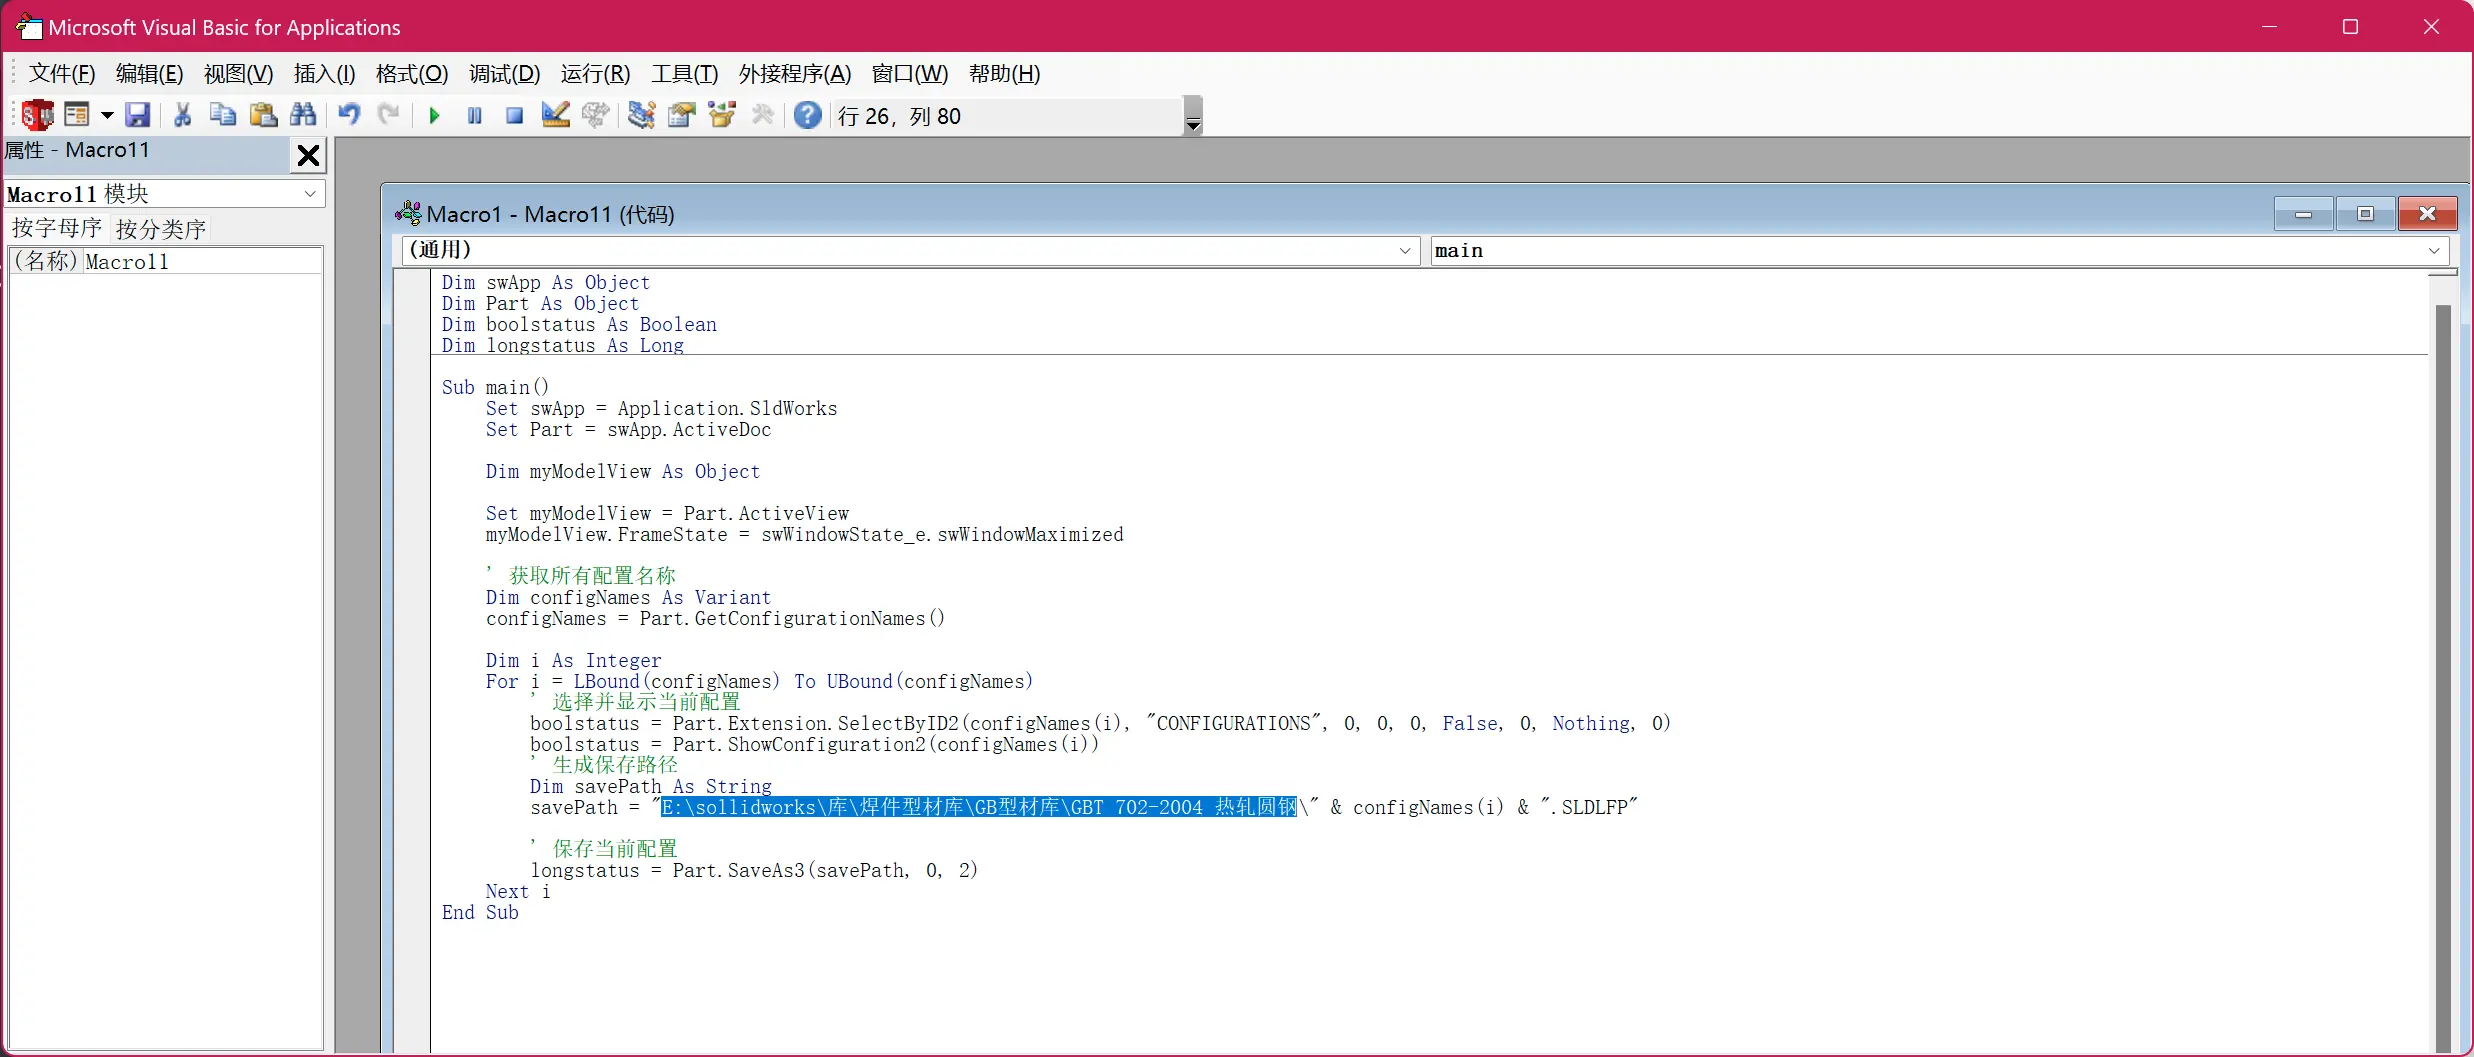 Microsoft Visual Basic for Applications
文件(F) 编辑(E) 视图(V) 插入(I) 格式(O) 调试(D) 运行(R) 工具(T) 外接程序(A) 窗口(W) 帮助(H)
行 26，列 80
属性 - Macro11
Macro11 模块
按字母序 按分类序
(名称) Macro11
Macro1 - Macro11 (代码)
(通用) main
Dim swApp As Object
Dim Part As Object
Dim boolstatus As Boolean
Dim longstatus As Long
Sub main()
Set swApp = Application.SldWorks
Set Part = swApp.ActiveDoc
Dim myModelView As Object
Set myModelView = Part.ActiveView
myModelView.FrameState = swWindowState_e.swWindowMaximized
' 获取所有配置名称
Dim configNames As Variant
configNames = Part.GetConfigurationNames()
Dim i As Integer
For i = LBound(configNames) To UBound(configNames)
' 选择并显示当前配置
boolstatus = Part.Extension.SelectByID2(configNames(i), "CONFIGURATIONS", 0, 0, 0, False, 0, Nothing, 0)
boolstatus = Part.ShowConfiguration2(configNames(i))
' 生成保存路径
Dim savePath As String
savePath = "E:\sollidworks\库\焊件型材库\GB型材库\GBT 702-2004 热轧圆钢\" & configNames(i) & ".SLDLFP"
' 保存当前配置
longstatus = Part.SaveAs3(savePath, 0, 2)
Next i
End Sub